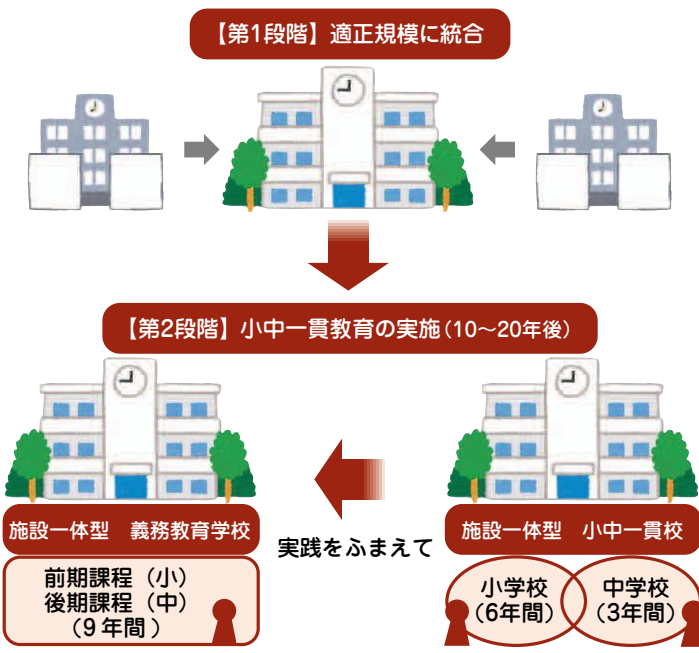 【第1段階】適正規模に統合
【第2段階】小中一貫教育の実施(10〜20年後)
施設一体型 義務教育学校
前期課程(小)
後期課程(中)
(9年間)
実践をふまえて
施設一体型 小中一貫校
小学校
(6年間)
中学校
(3年間)